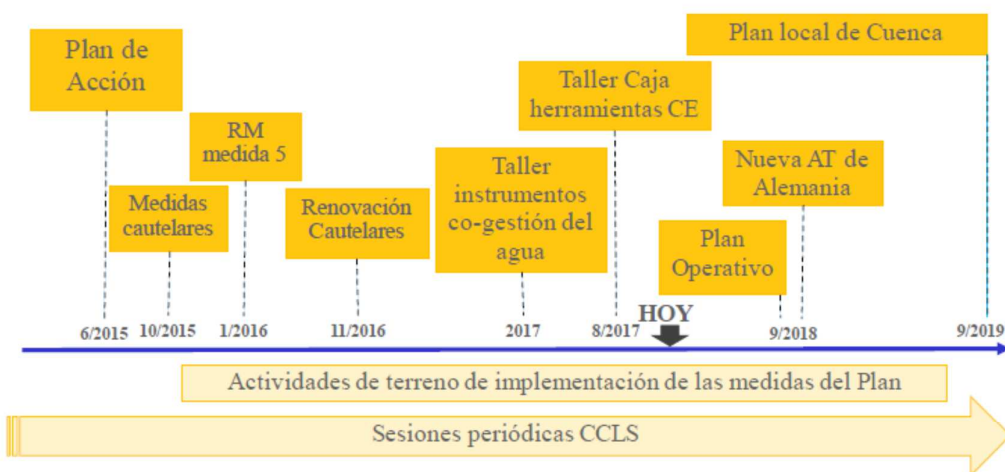 Plan de
Acción
RM
medida 5
Medidas
cautelares
Renovación
Cautelares
Taller
instrumentos
co-gestión del
agua
Taller Caja
herramientas CE
Plan local de Cuenca
Nueva AT de
Alemania
Plan
Operativo
HOY
6/2015
10/2015
1/2016
11/2016
2017
8/2017
9/2018
9/2019
Actividades de terreno de implementación de las medidas del Plan
Sesiones periódicas CCLS